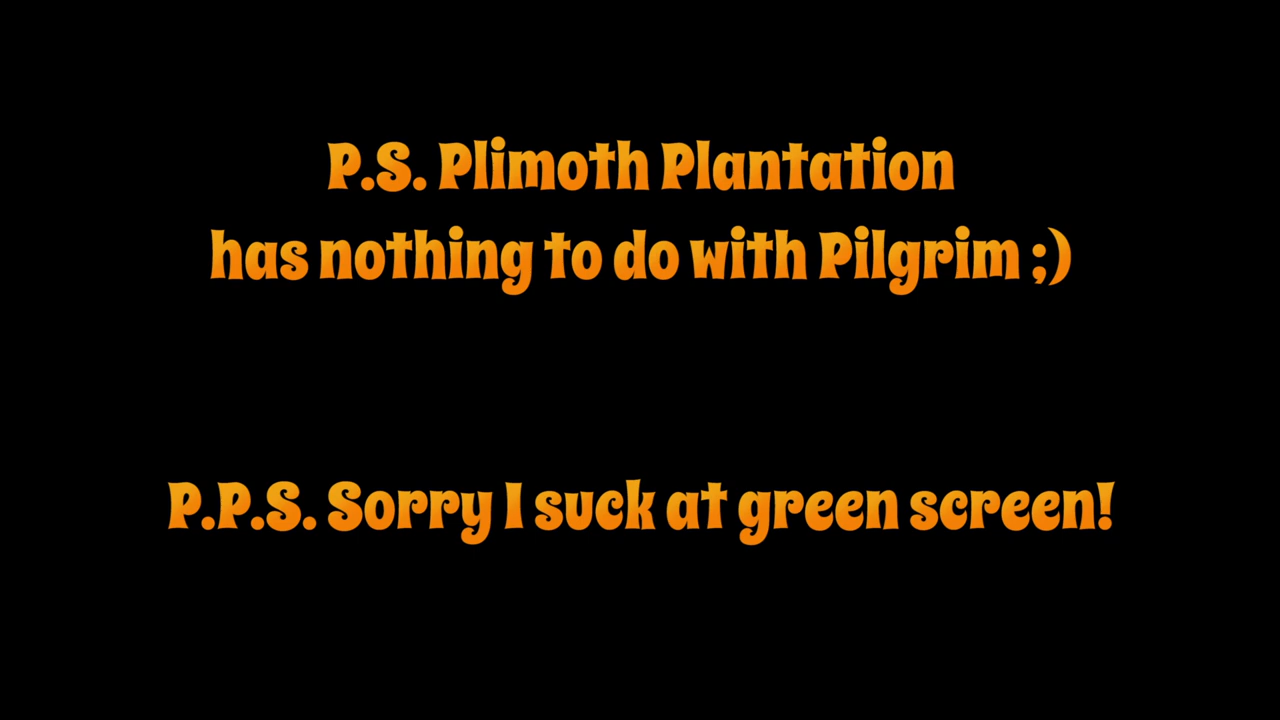 P.S. Plimoth Plantation
has nothing to do with Pilgrim ;)
P.P.S. Sorry I suck at green screen!